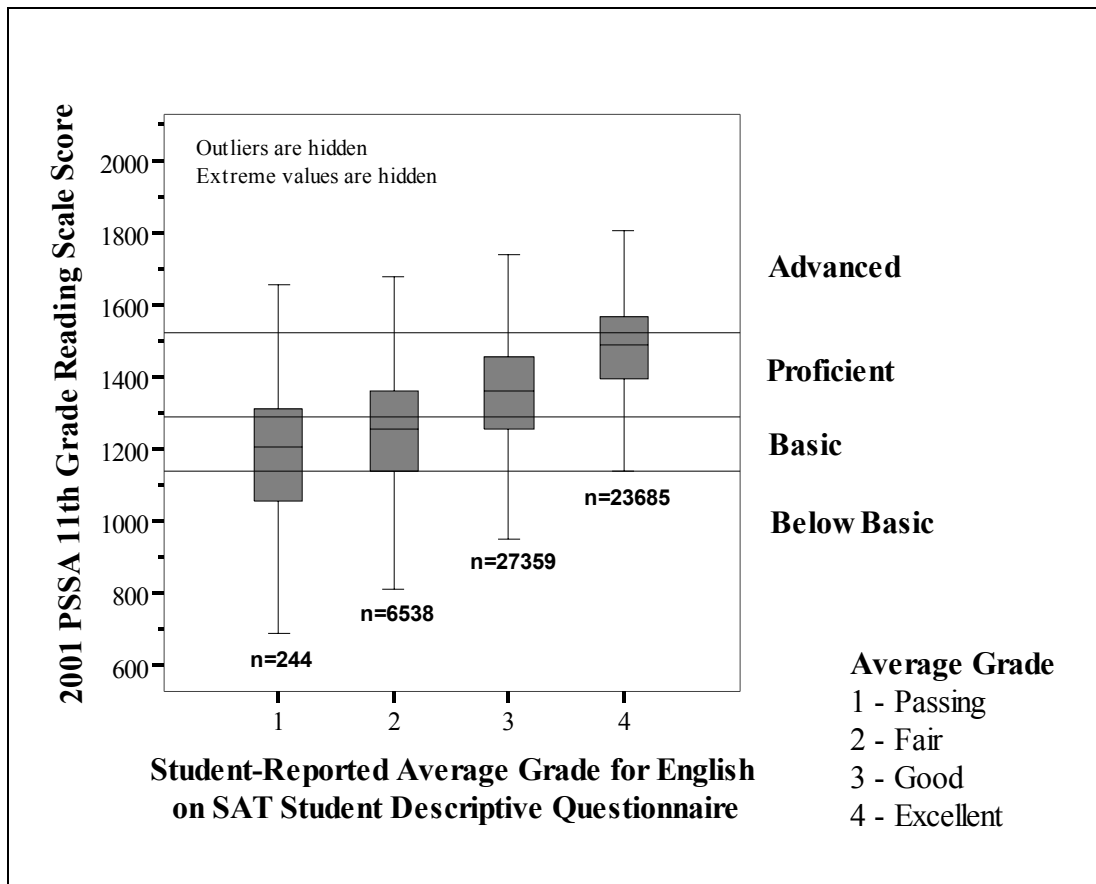 2001 PSSA 11th Grade Reading Scale Score
Outliers are hidden
Extreme values are hidden
2000
1800
1600
1400
1200
1000
800
600
Advanced
Proficient
Basic
Below Basic
n=244
n=6538
n=27359
n=23685
1 2 3 4
Student-Reported Average Grade for English
on SAT Student Descriptive Questionnaire
Average Grade
1 - Passing
2 - Fair
3 - Good
4 - Excellent